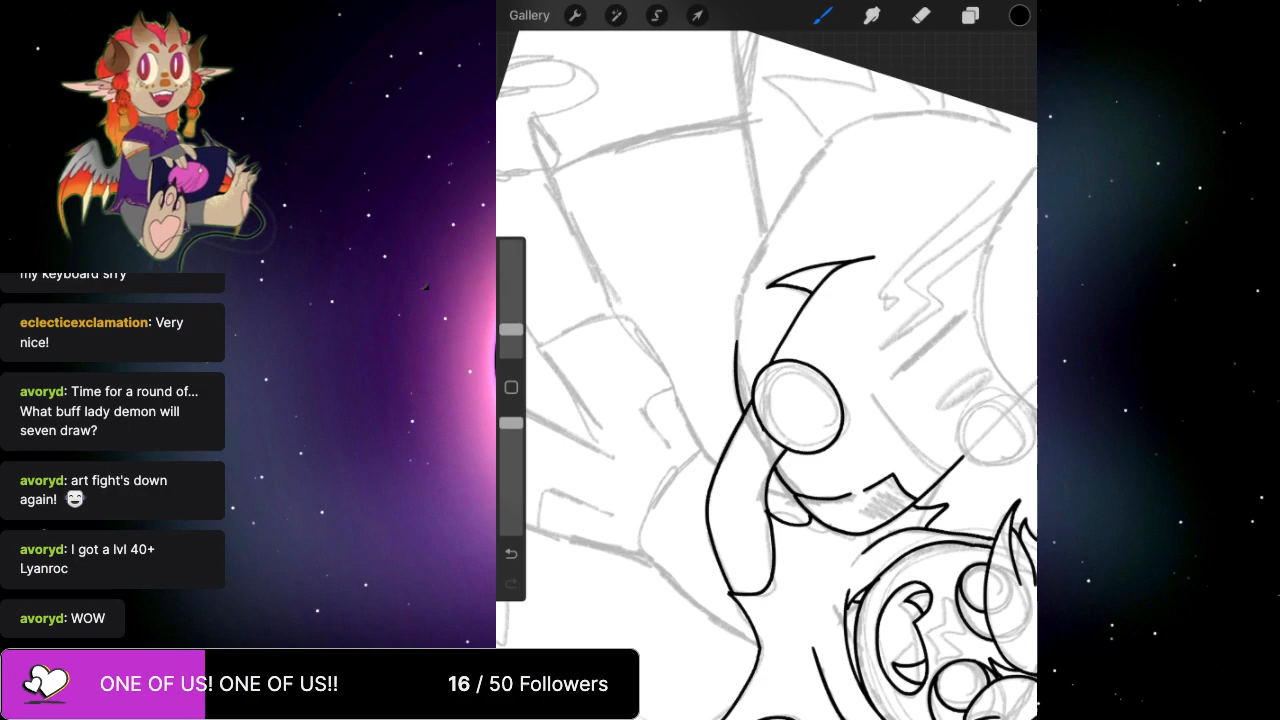 Gallery
my keyboard srry
eclecticexclamation: Very
nice!
avoryd: Time for a round of...
What buff lady demon will
seven draw?
avoryd: art fight's down
again!
avoryd: I got a lvl 40+
Lyanroc
avoryd: WOW
ONE OF US! ONE OF US!!
16 / 50 Followers